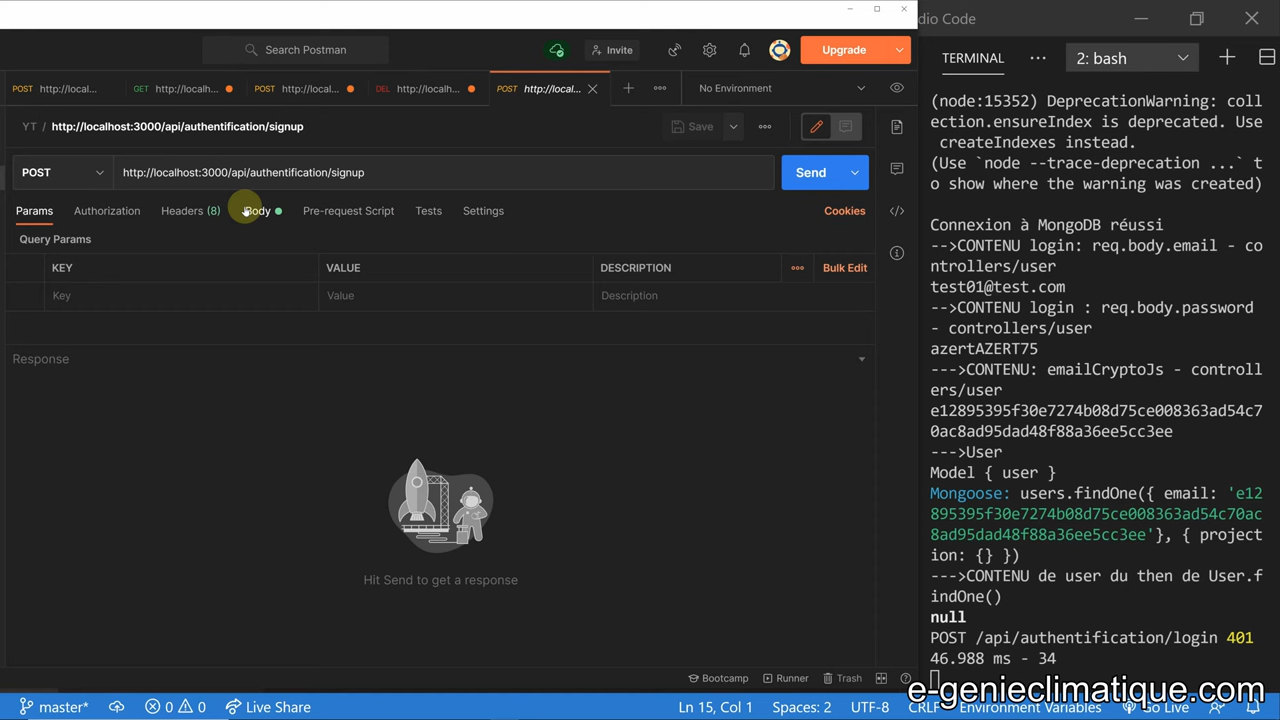 Search Postman
Invite
Upgrade
POST http://local...
GET http://localh...
POST http://localh...
DEL http://localh...
POST http://local...
No Environment
YT / http://localhost:3000/api/authentification/signup
Save
POST
http://localhost:3000/api/authentification/signup
Send
Params
Authorization
Headers (8)
Body
Pre-request Script
Tests
Settings
Cookies
Query Params
KEY
VALUE
DESCRIPTION
Bulk Edit
Key
Value
Description
Response
Hit Send to get a response
Bootcamp
Runner
Trash
dio Code
TERMINAL
2: bash
(node:15352) DeprecationWarning: coll
ection.ensureIndex is deprecated. Use
createIndexes instead.
(Use `node --trace-deprecation ...` t
o show where the warning was created)
Connexion à MongoDB réussi
-->CONTENU login: req.body.email - co
ntrollers/user
test01@test.com
-->CONTENU login : req.body.password
- controllers/user
azertAZERT75
--->CONTENU: emailCryptoJs - controll
ers/user
e12895395f30e7274b08d75ce008363ad54c7
0ac8ad95dad48f88a36ee5cc3ee
--->User
Model { user }
Mongoose: users.findOne({ email: 'e12
895395f30e7274b08d75ce008363ad54c70ac
8ad95dad48f88a36ee5cc3ee'}, { project
ion: {} })
--->CONTENU de user du then de User.f
indOne()
null
POST /api/authentification/login 401
46.988 ms - 34
e-genieclimatique.com
master*
0
0
Live Share
Ln 15, Col 1
Spaces: 2
UTF-8
CRLF
Environment Variables
Go Live